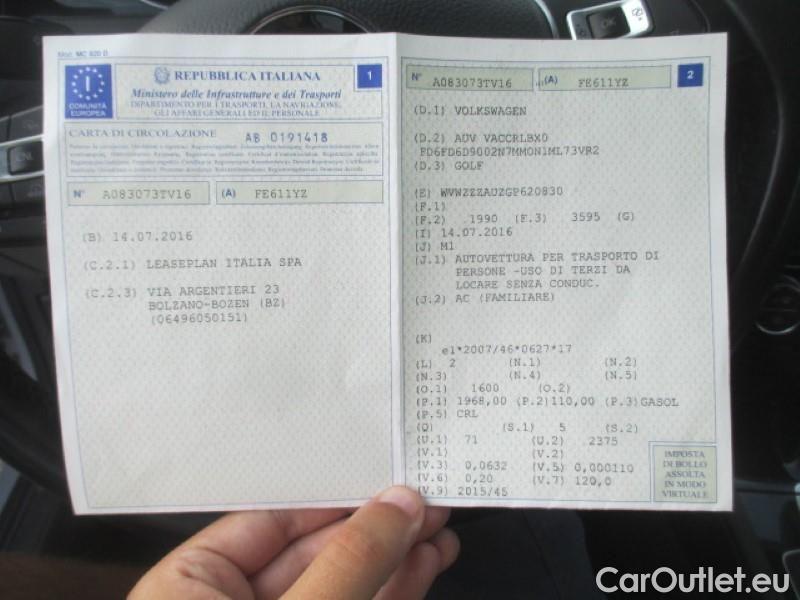 Mod. MC 820 D
REPUBBLICA ITALIANA
1
COMUNITÀ
EUROPEA
Ministero delle Infrastrutture e dei Trasporti
DIPARTIMENTO PER I TRASPORTI, LA NAVIGAZIONE,
GLI AFFARI GENERALI ED IL PERSONALE
CARTA DI CIRCOLAZIONE AB 0191418
N° A083073TV16 (A) FE611YZ
(B) 14.07.2016
(C.2.1) LEASEPLAN ITALIA SPA
(C.2.3) VIA ARGENTIERI 23
BOLZANO-BOZEN (BZ)
(06496050151)
N° A083073TV16 (A) FE611YZ 2
(D.1) VOLKSWAGEN
(D.2) AUV VACCRLBX0
FD6FD6D9002N7MMON1ML73VR2
(D.3) GOLF
(E) WVWZZZAUZGP620830
(F.1)
(F.2) 1990 (F.3) 3595 (G)
(I) 14.07.2016
(J) M1
(J.1) AUTOVETTURA PER TRASPORTO DI
PERSONE -USO DI TERZI DA
LOCARE SENZA CONDUC.
(J.2) AC (FAMILIARE)
(K)
e1*2007/46*0627*17
(L) 2 (N.1) (N.2)
(N.3) (N.4) (N.5)
(O.1) 1600 (O.2)
(P.1) 1968,00 (P.2)110,00 (P.3)GASOL
(P.5) CRL
(Q) (S.1) 5 (S.2)
(U.1) 71 (U.2) 2375
(V.1) (V.2)
(V.3) 0,0632 (V.5) 0,000110
(V.6) 0,20 (V.7) 120,0
(V.9) 2015/45
IMPOSTA
DI BOLLO
ASSOLTA
IN MODO
VIRTUALE
OK
CarOutlet.eu